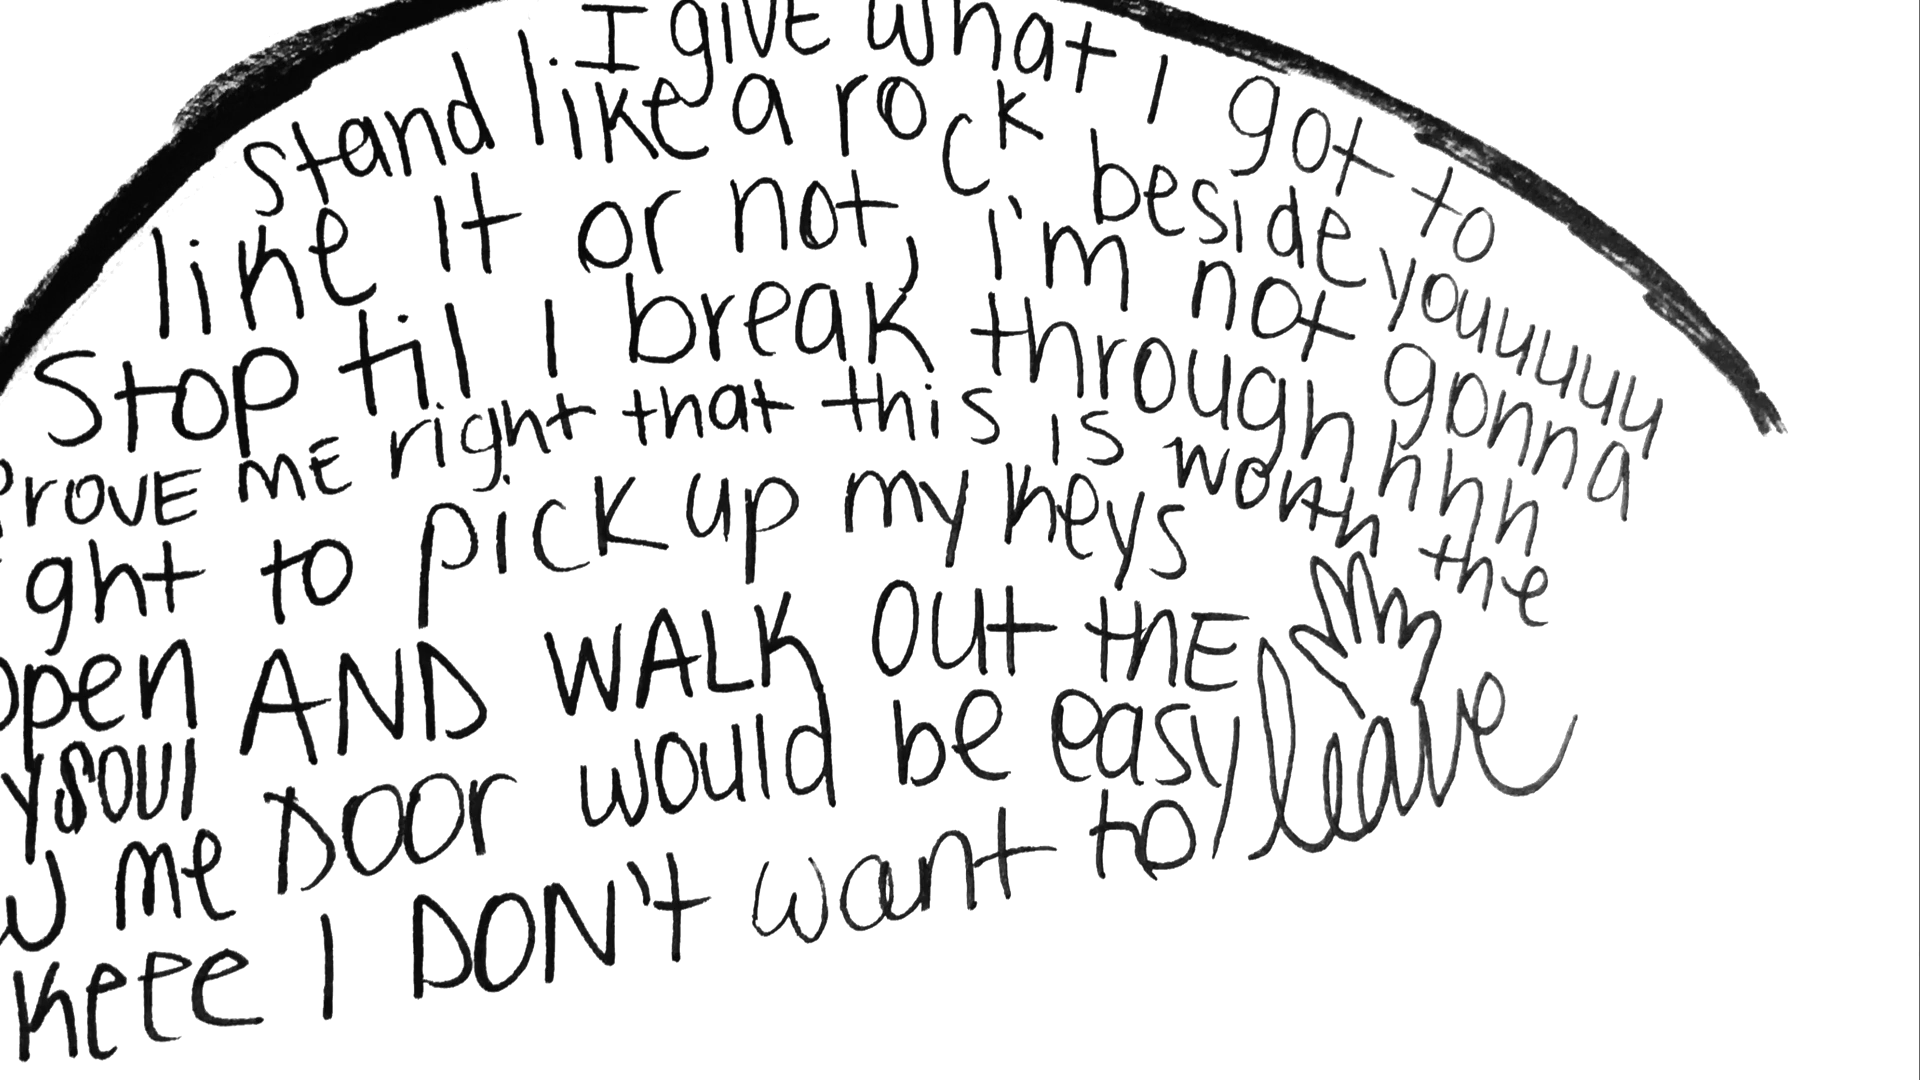 I give what I got to
stand like a rock beside youuuuu
like it or not, i'm not gonna
stop til I break through hhh
Prove me right that this is worth the
ght to pick up my keys
open AND WALK OUT THE
ysoul
me DOOR would be easy
keeee I DON't want to leave